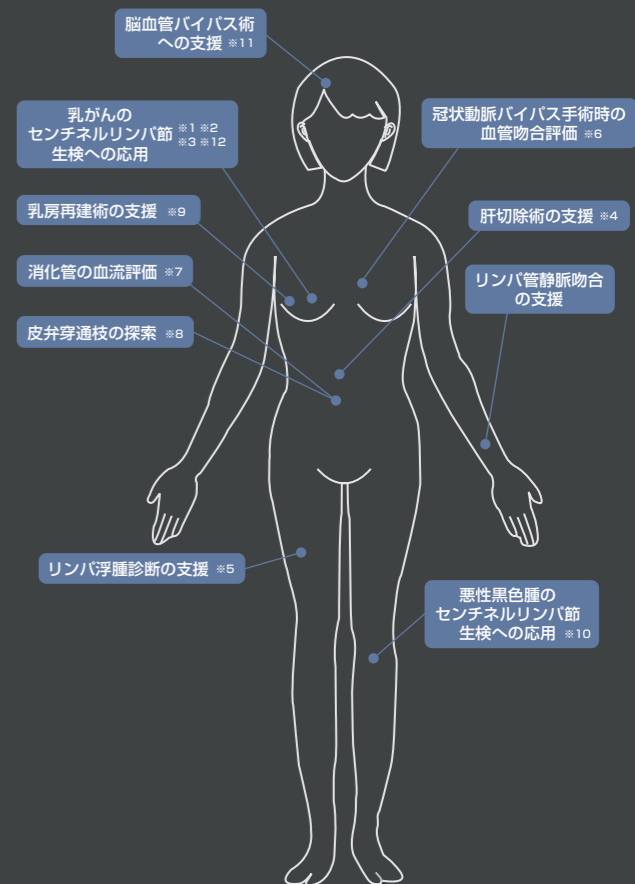 脳血管バイパス術
への支援 ※11
乳がんの
センチネルリンパ節 ※1 ※2
生検への応用 ※3 ※12
冠状動脈バイパス手術時の
血管吻合評価 ※6
乳房再建術の支援 ※9
肝切除術の支援 ※4
消化管の血流評価 ※7
リンパ管静脈吻合
の支援
皮弁穿通枝の探索 ※8
リンパ浮腫診断の支援 ※5
悪性黒色腫の
センチネルリンパ節
生検への応用 ※10